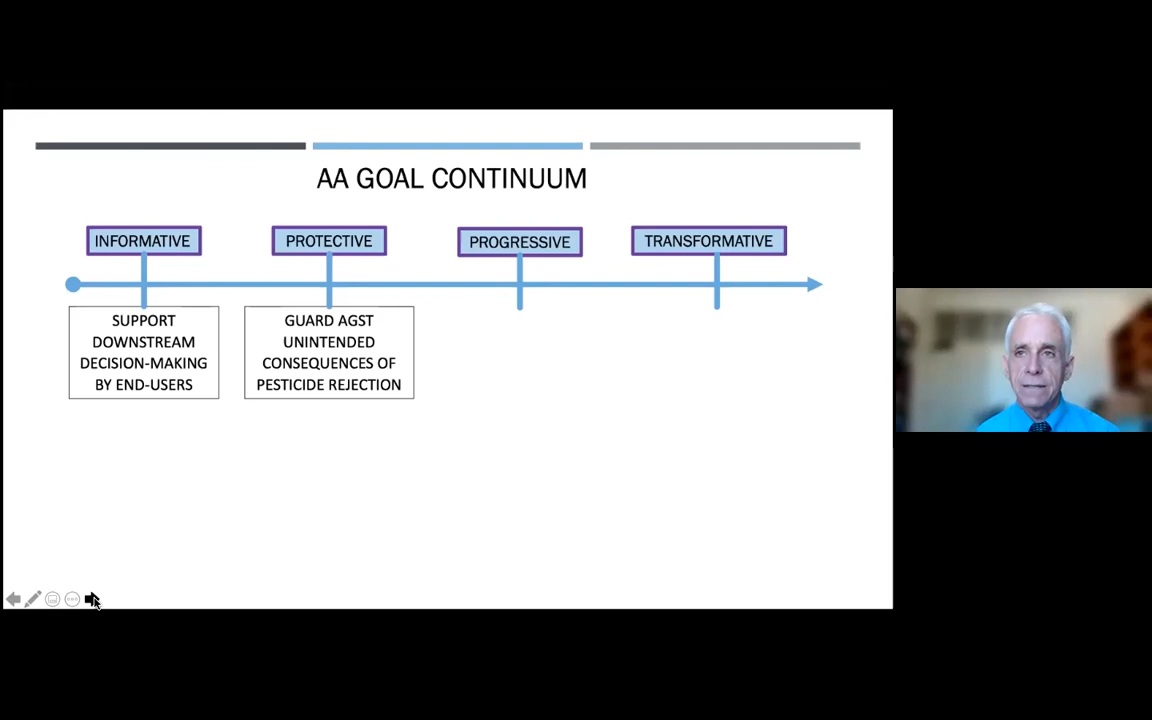 AA GOAL CONTINUUM
INFORMATIVE
PROTECTIVE
PROGRESSIVE
TRANSFORMATIVE
SUPPORT
DOWNSTREAM
DECISION-MAKING
BY END-USERS
GUARD AGST
UNINTENDED
CONSEQUENCES OF
PESTICIDE REJECTION